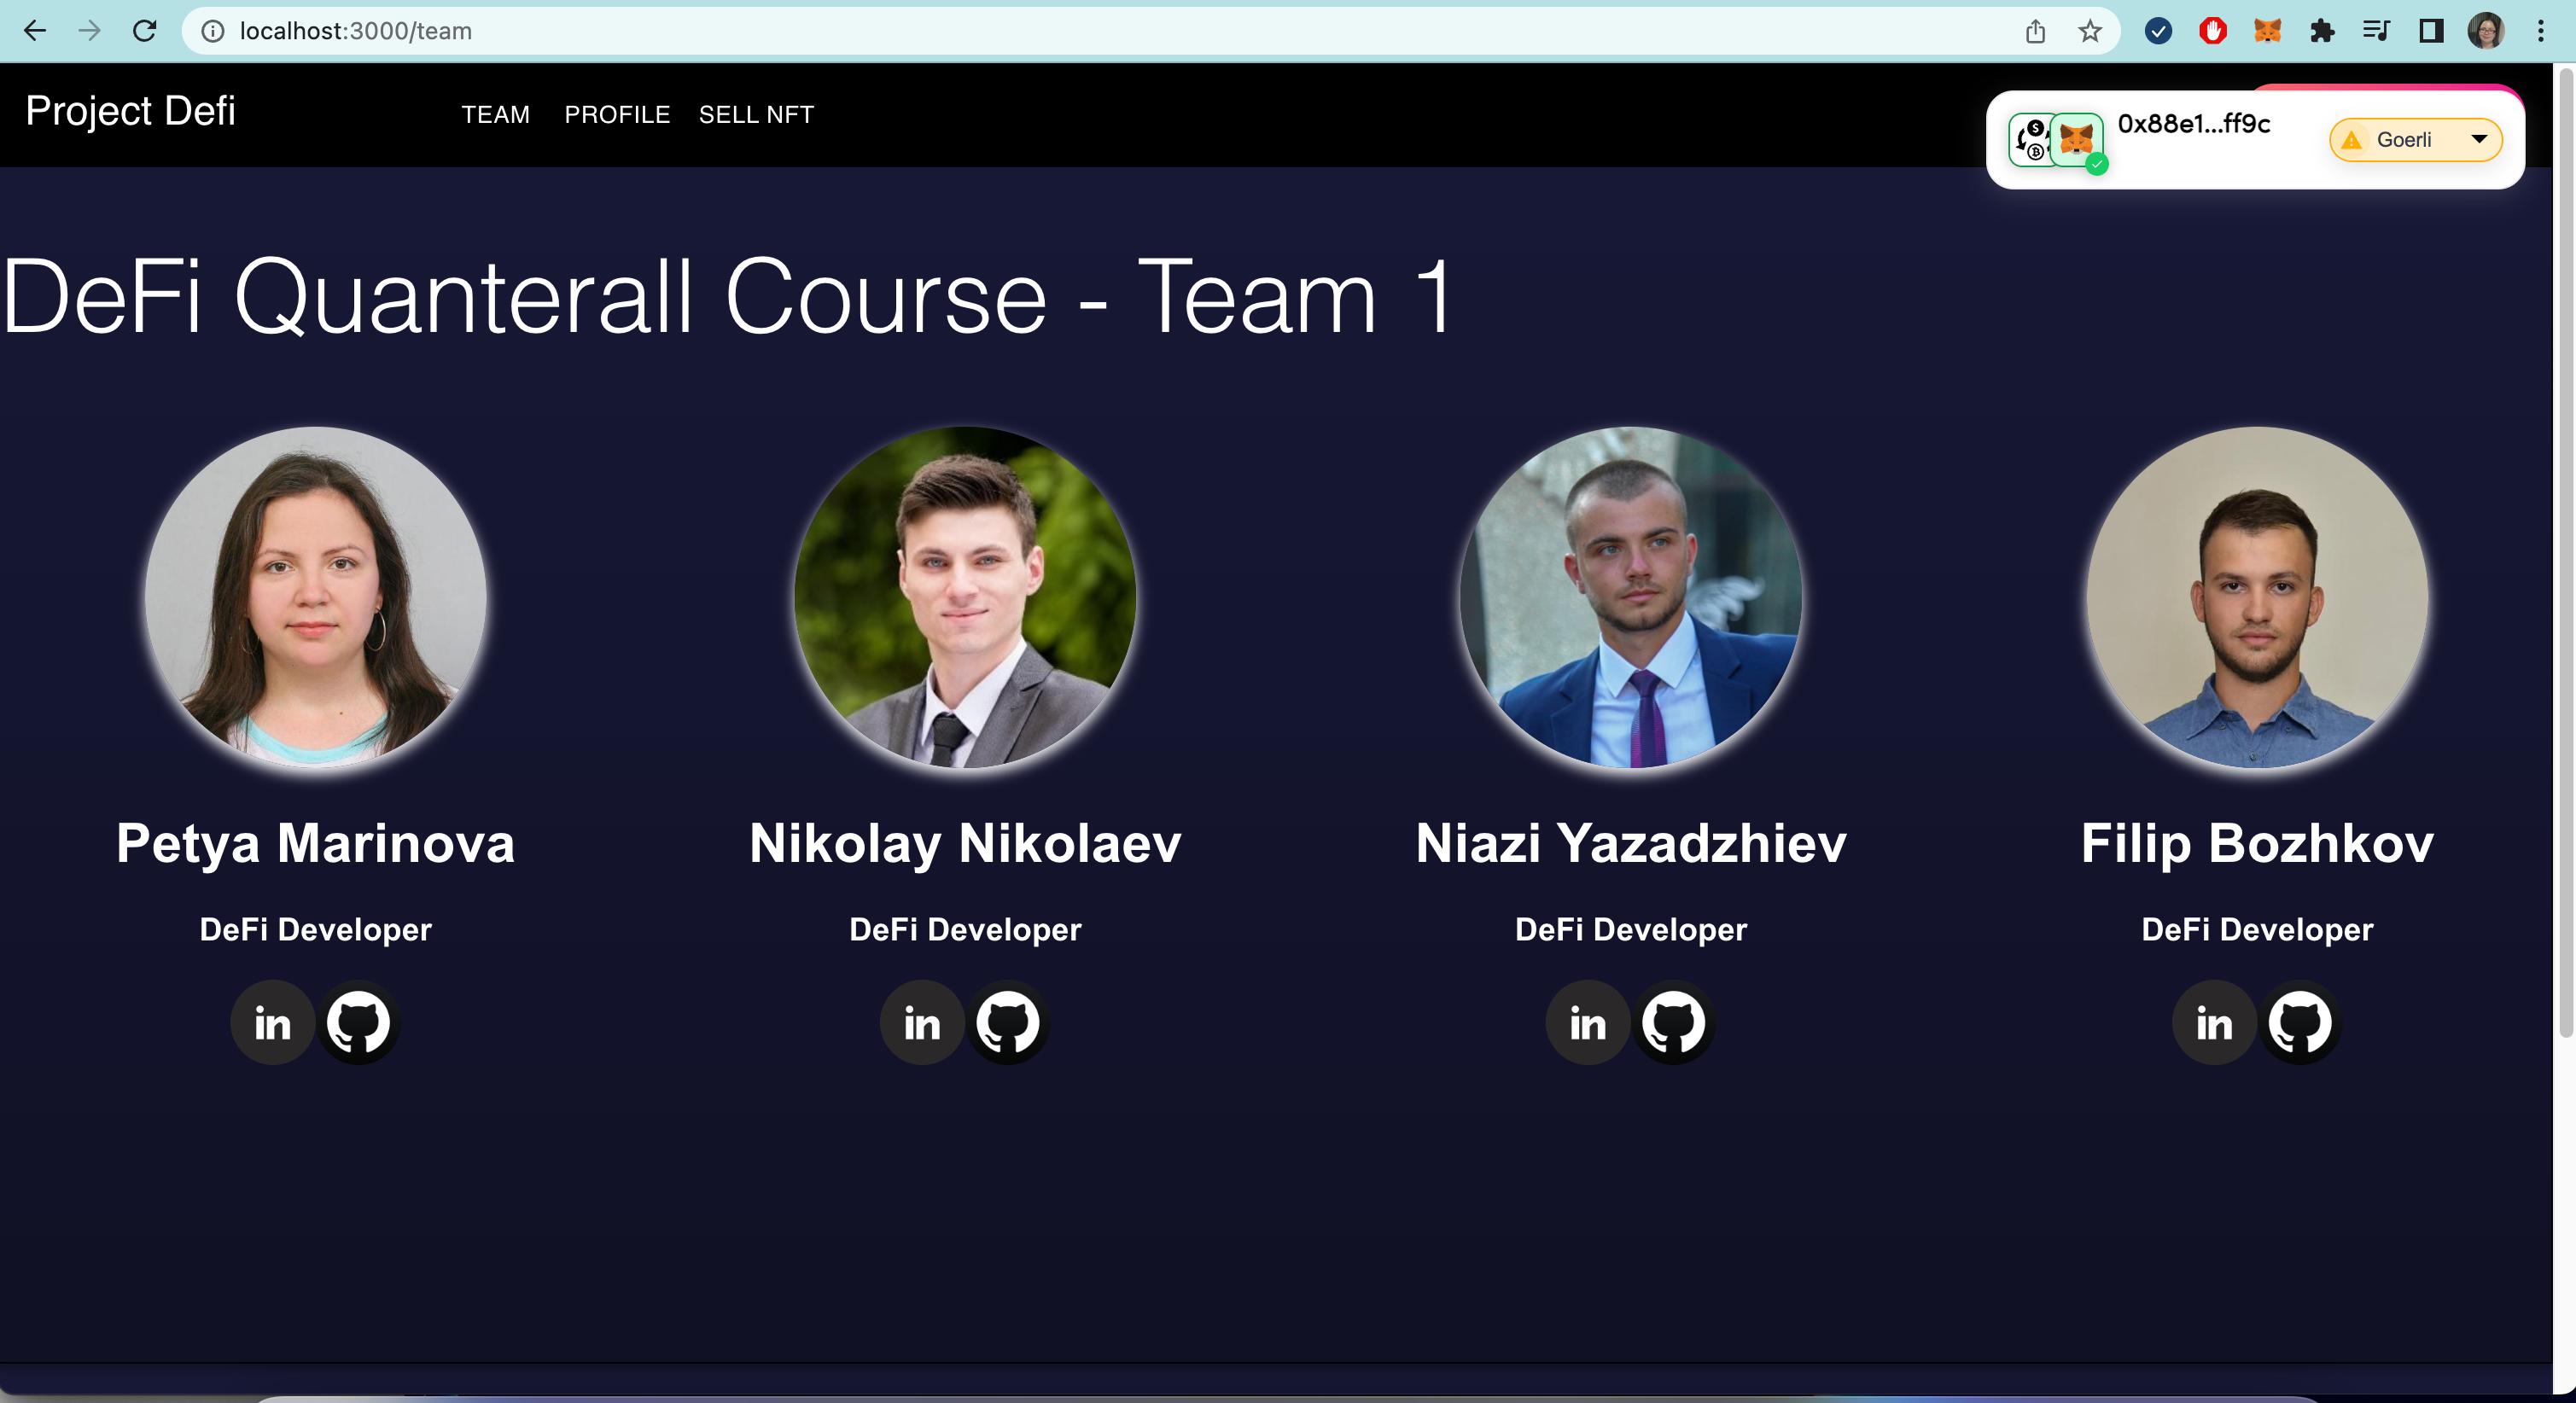 localhost:3000/team
Project Defi
TEAM PROFILE SELL NFT
0x88e1...ff9c
Goerli
DeFi Quanterall Course - Team 1
Petya Marinova
Nikolay Nikolaev
Niazi Yazadzhiev
Filip Bozhkov
DeFi Developer
DeFi Developer
DeFi Developer
DeFi Developer
in
in
in
in